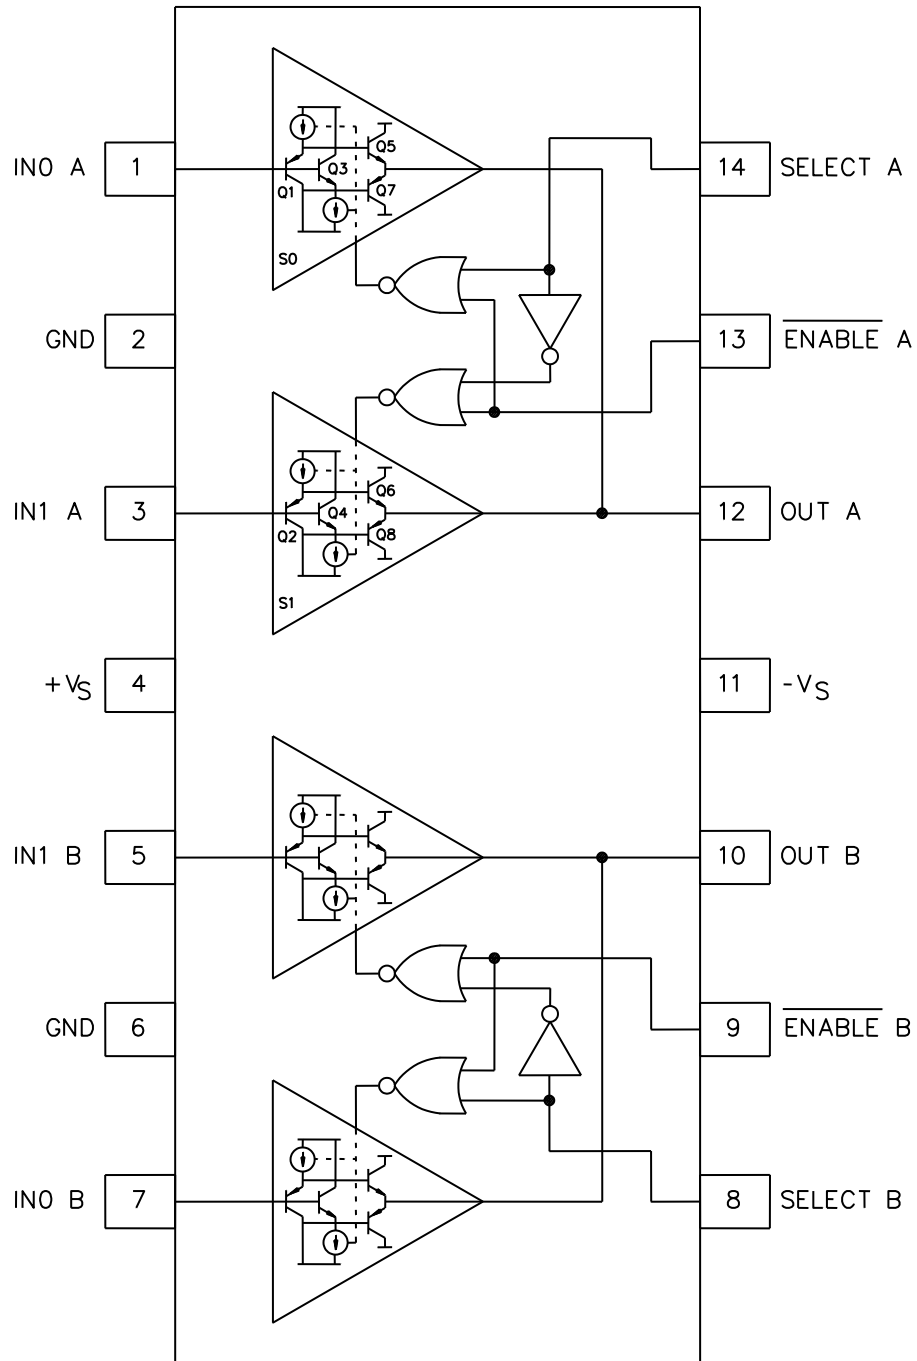 IN0 A 1 14 SELECT A
Q5
Q3
Q1 Q7
S0
GND 2 13 ENABLE A
Q6
IN1 A 3 Q4 12 OUT A
Q2 Q8
S1
+VS 4 11 -VS
IN1 B 5 10 OUT B
GND 6 9 ENABLE B
IN0 B 7 8 SELECT B